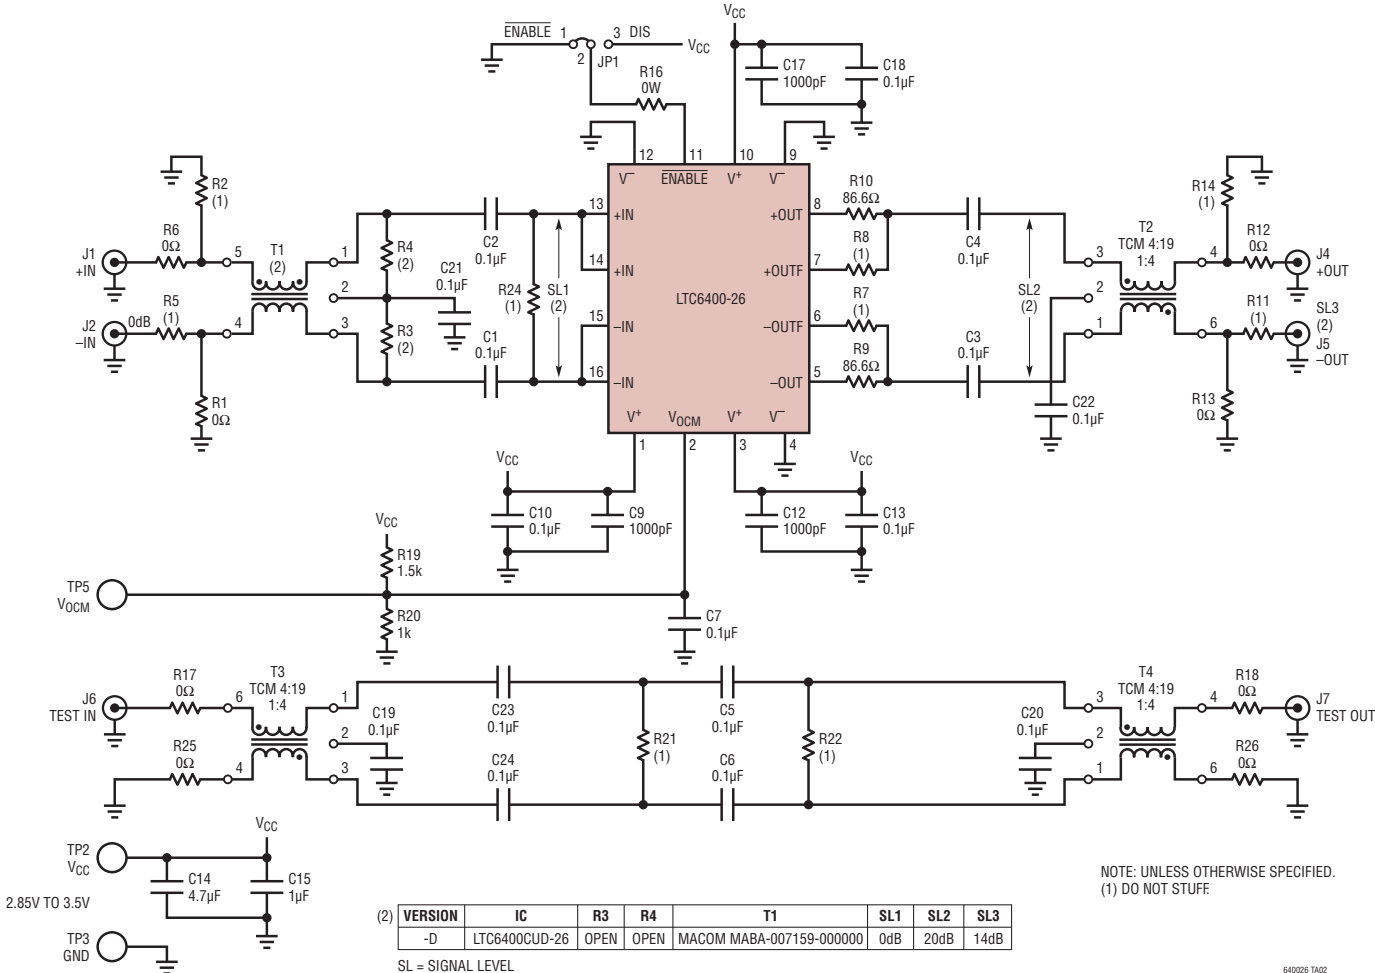 VCC
ENABLE 1
3 DIS
VCC
2
JP1
R16
0W
C17
1000pF
C18
0.1µF
12
11
10
9
V–
ENABLE
V+
V–
R2
(1)
R6
0Ω
J1
+IN
5
T1
(2)
1
R4
(2)
C2
0.1µF
13
+IN
14
+IN
C21
0.1µF
2
R24
(1)
SL1
(2)
LTC6400-26
J2
–IN
0dB
R5
(1)
4
3
R3
(2)
C1
0.1µF
15
–IN
16
–IN
R1
0Ω
8
+OUT
R10
86.6Ω
R8
(1)
7
+OUTF
R7
(1)
6
–OUTF
R9
86.6Ω
5
–OUT
C4
0.1µF
C3
0.1µF
SL2
(2)
3
2
1
T2
TCM 4:19
1:4
4
6
R14
(1)
R12
0Ω
J4
+OUT
R11
(1)
SL3
(2)
J5
–OUT
R13
0Ω
C22
0.1µF
V+
VOCM
V+
V–
1
2
3
4
VCC
C10
0.1µF
C9
1000pF
VCC
C12
1000pF
C13
0.1µF
VCC
R19
1.5k
TP5
VOCM
R20
1k
C7
0.1µF
J6
TEST IN
R17
0Ω
6
T3
TCM 4:19
1:4
1
2
3
4
R25
0Ω
C19
0.1µF
C23
0.1µF
C24
0.1µF
R21
(1)
C5
0.1µF
C6
0.1µF
R22
(1)
C20
0.1µF
3
2
1
T4
TCM 4:19
1:4
4
6
R18
0Ω
J7
TEST OUT
R26
0Ω
TP2
VCC
VCC
C14
4.7µF
C15
1µF
2.85V TO 3.5V
TP3
GND
NOTE: UNLESS OTHERWISE SPECIFIED.
(1) DO NOT STUFF.
(2) VERSION IC R3 R4 T1 SL1 SL2 SL3
-D LTC6400CUD-26 OPEN OPEN MACOM MABA-007159-000000 0dB 20dB 14dB
SL = SIGNAL LEVEL
640026 TA02